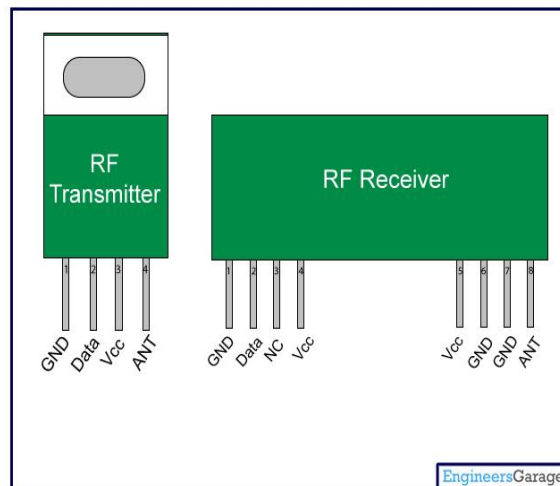 RF
Transmitter
RF Receiver
1 2 3 4
GND Data Vcc ANT
1 2 3 4 5 6 7 8
GND Data NC Vcc Vcc GND GND ANT
EngineersGarage